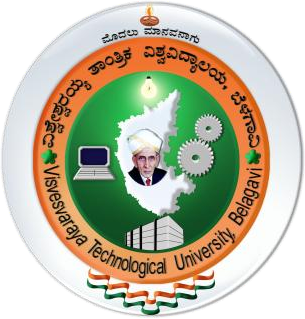 ಮೊದಲು ಮಾನವನಾಗು
ವಿಶ್ವೇಶ್ವರಯ್ಯ ತಾಂತ್ರಿಕ ವಿಶ್ವವಿದ್ಯಾಲಯ, ಬೆಳಗಾವಿ
Visvesvaraya Technological University, Belagavi